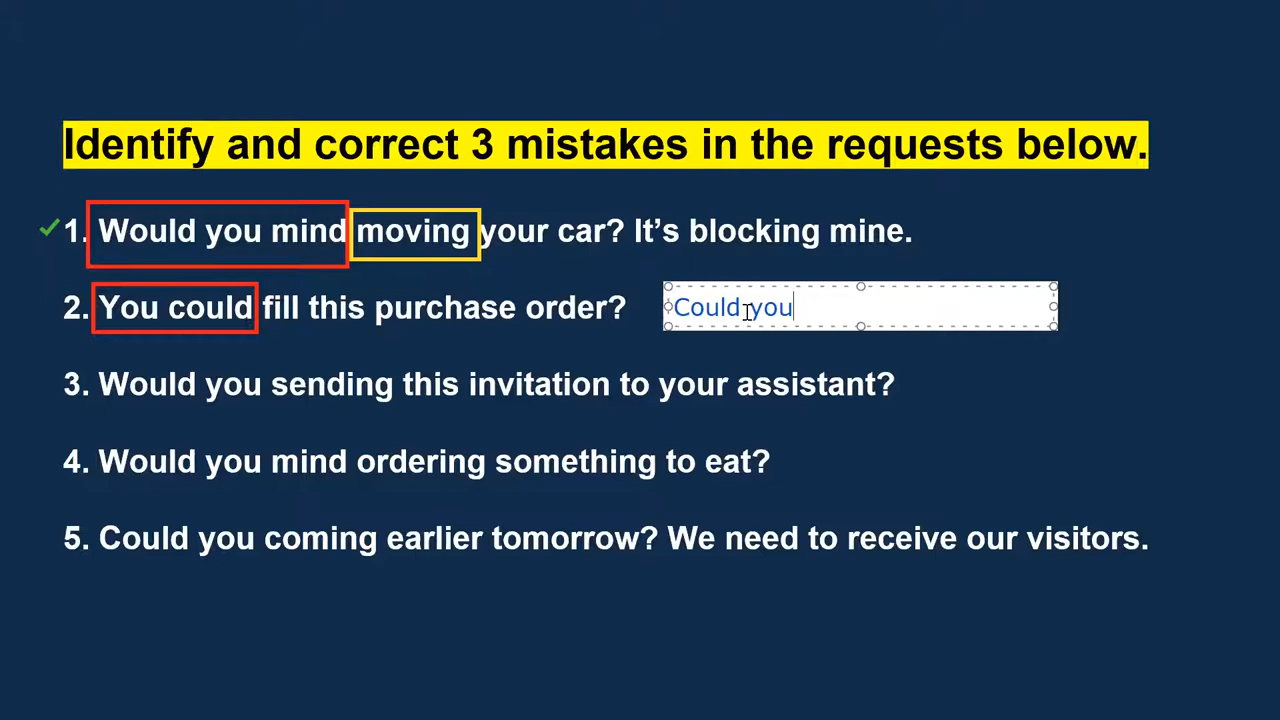 Identify and correct 3 mistakes in the requests below.
1. Would you mind moving your car? It’s blocking mine.
2. You could fill this purchase order? Could you
3. Would you sending this invitation to your assistant?
4. Would you mind ordering something to eat?
5. Could you coming earlier tomorrow? We need to receive our visitors.